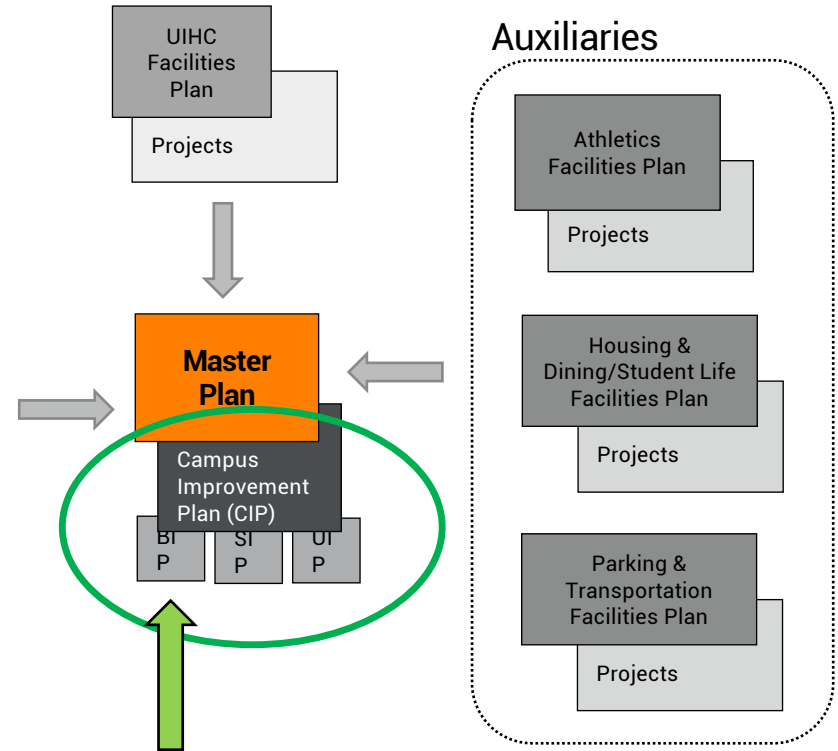 UIHC
Facilities
Plan
Projects
Auxiliaries
Athletics
Facilities Plan
Projects
Master
Plan
Campus
Improvement
Plan (CIP)
BI
P
SI
P
UI
P
Housing &
Dining/Student Life
Facilities Plan
Projects
Parking &
Transportation
Facilities Plan
Projects